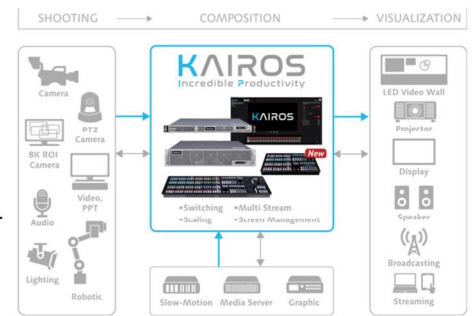 SHOOTING
COMPOSITION
VISUALIZATION
KAIROS
Incredible Productivity
KAIROS
New
•Switching •Multi Stream
•Scaling •Screen Management
Camera
PTZ
Camera
BK ROI
Camera
Video,
PPT
Audio
Lighting
Robotic
Slow-Motion
Media Server
Graphic
LED Video Wall
Projector
Display
Speaker
Broadcasting
Streaming